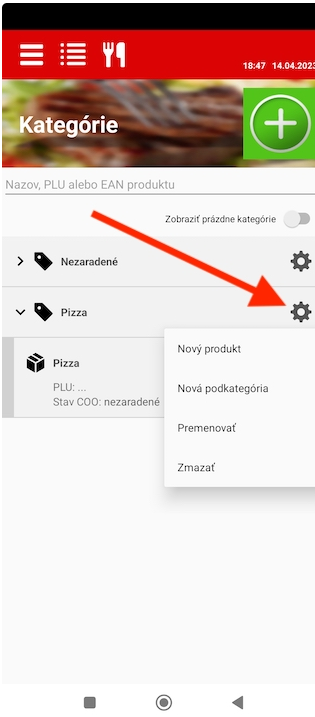 18:47 14.04.2023
Kategórie
Názov, PLU alebo EAN produktu
Zobraziť prázdne kategórie
Nezaradené
Pizza
Nový produkt
Pizza
Nová podkategória
PLU: ...
Stav COO: nezaradené
Premenovať
Zmazať